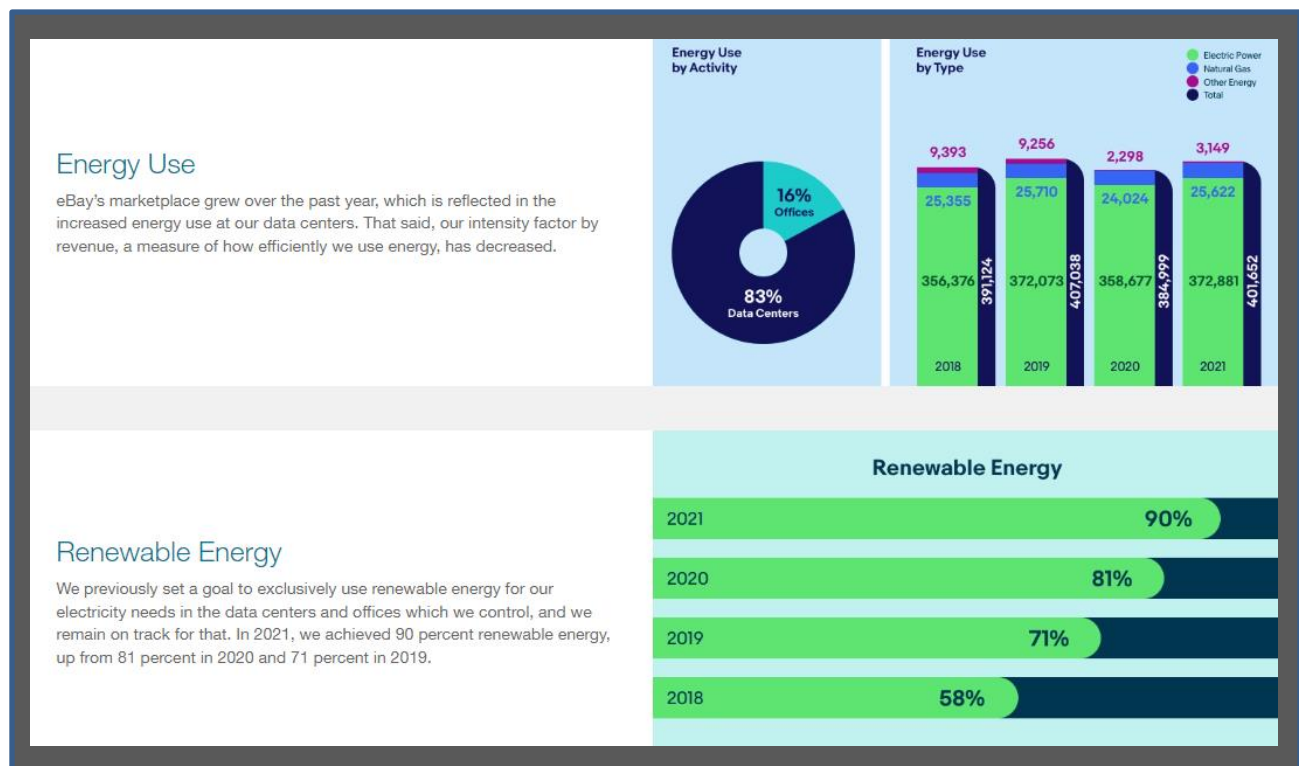 Energy Use
eBay's marketplace grew over the past year, which is reflected in the
increased energy use at our data centers. That said, our intensity factor by
revenue, a measure of how efficiently we use energy, has decreased.
Energy Use
by Activity
16%
Offices
83%
Data Centers
Energy Use
by Type
Electric Power
Natural Gas
Other Energy
Total
9,393
25,355
356,376
391,124
2018
9,256
25,710
372,073
407,038
2019
2,298
24,024
358,677
384,999
2020
3,149
25,622
372,881
401,652
2021
Renewable Energy
We previously set a goal to exclusively use renewable energy for our
electricity needs in the data centers and offices which we control, and we
remain on track for that. In 2021, we achieved 90 percent renewable energy,
up from 81 percent in 2020 and 71 percent in 2019.
Renewable Energy
2021 90%
2020 81%
2019 71%
2018 58%